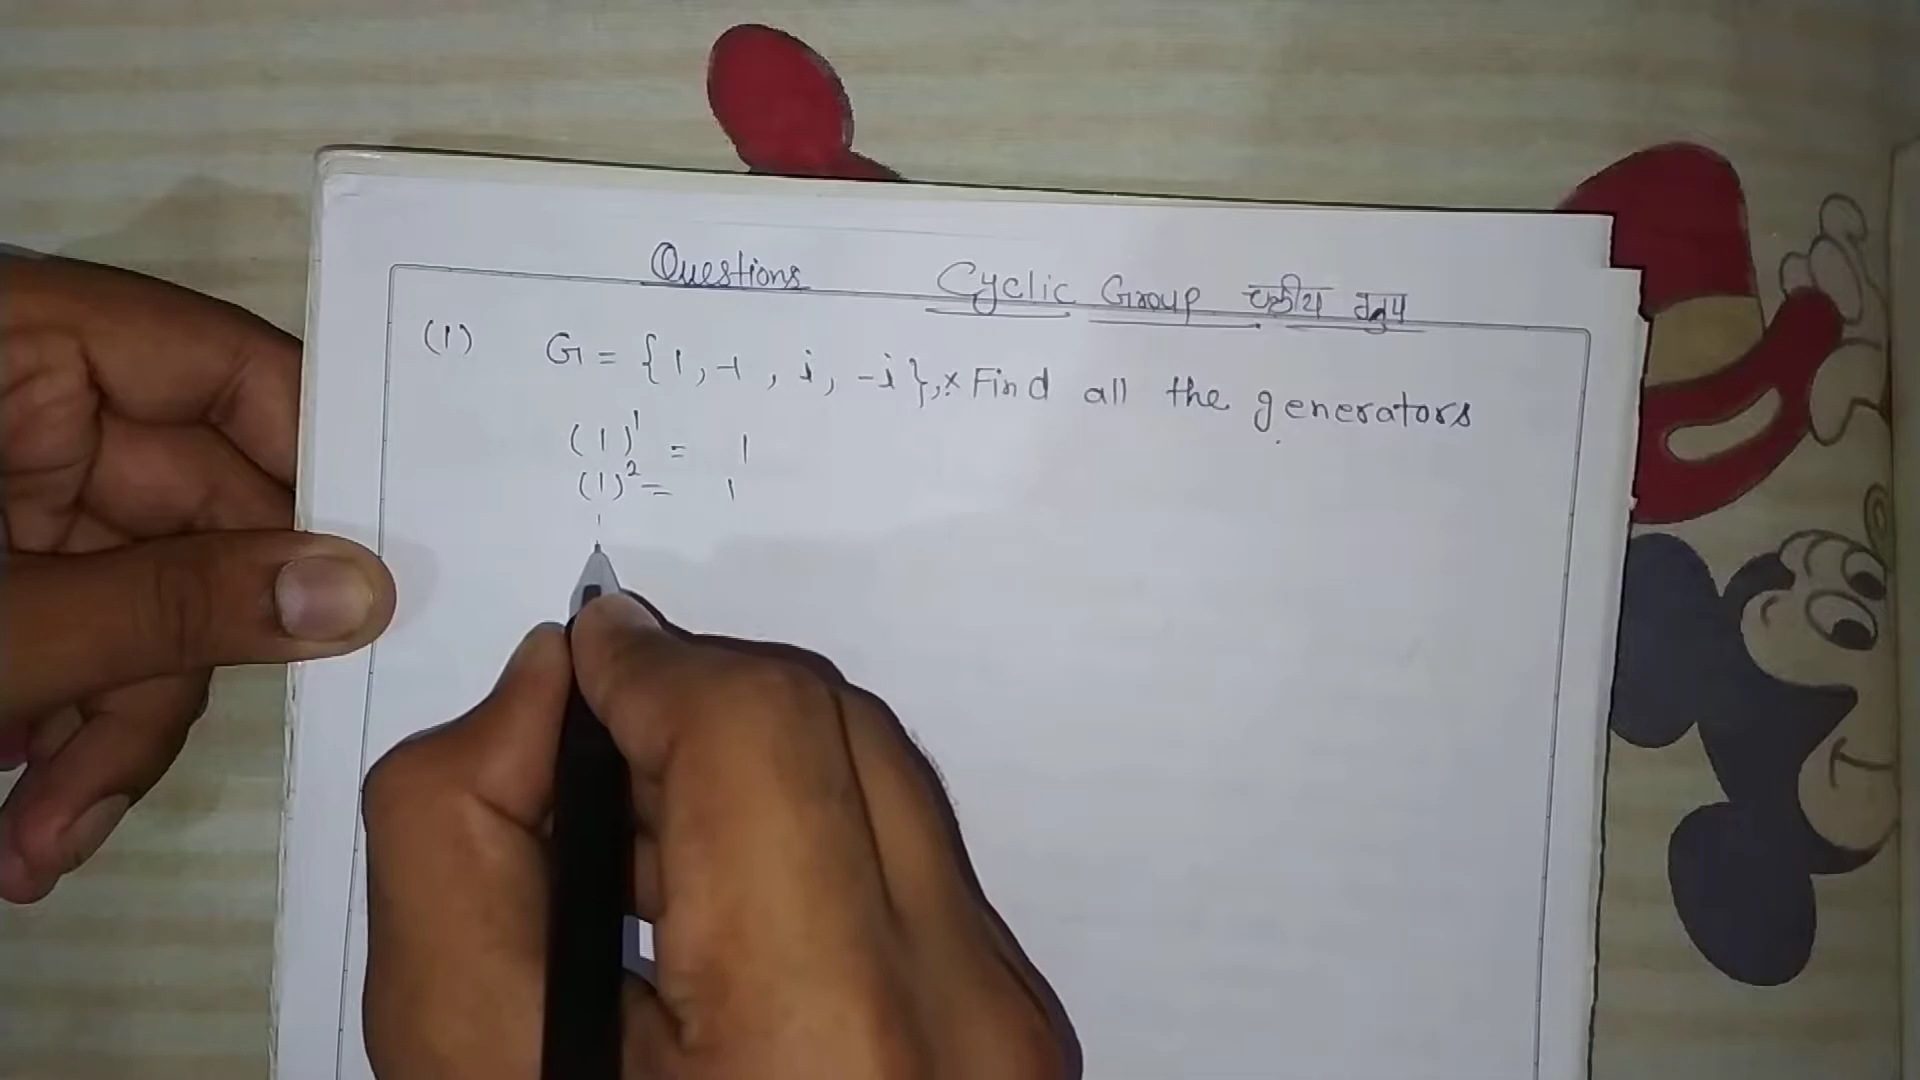 Questions Cyclic Group चक्रीय समूह
(1) G = {1, -1, i, -i},× Find all the generators
(1)¹ = 1
(1)² = 1